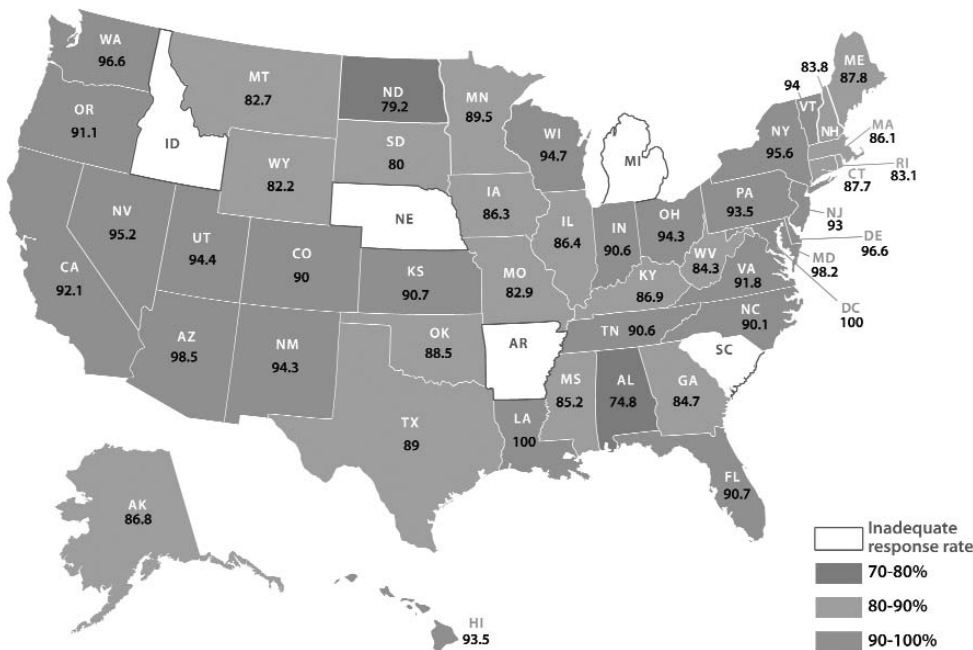 WA
96.6
MT
82.7
ND
79.2
MN
89.5
ME
87.8
83.8
94
VT
NH
MA
86.1
OR
91.1
ID
WY
82.2
SD
80
WI
94.7
MI
NY
95.6
RI
83.1
CT
87.7
NV
95.2
UT
94.4
CO
90
NE
IA
86.3
IL
86.4
IN
90.6
OH
94.3
PA
93.5
NJ
93
DE
96.6
MD
98.2
DC
100
CA
92.1
KS
90.7
MO
82.9
KY
86.9
WV
84.3
VA
91.8
AZ
98.5
NM
94.3
OK
88.5
AR
TN 90.6
NC
90.1
SC
TX
89
LA
100
MS
85.2
AL
74.8
GA
84.7
FL
90.7
AK
86.8
HI
93.5
Inadequate
response rate
70-80%
80-90%
90-100%